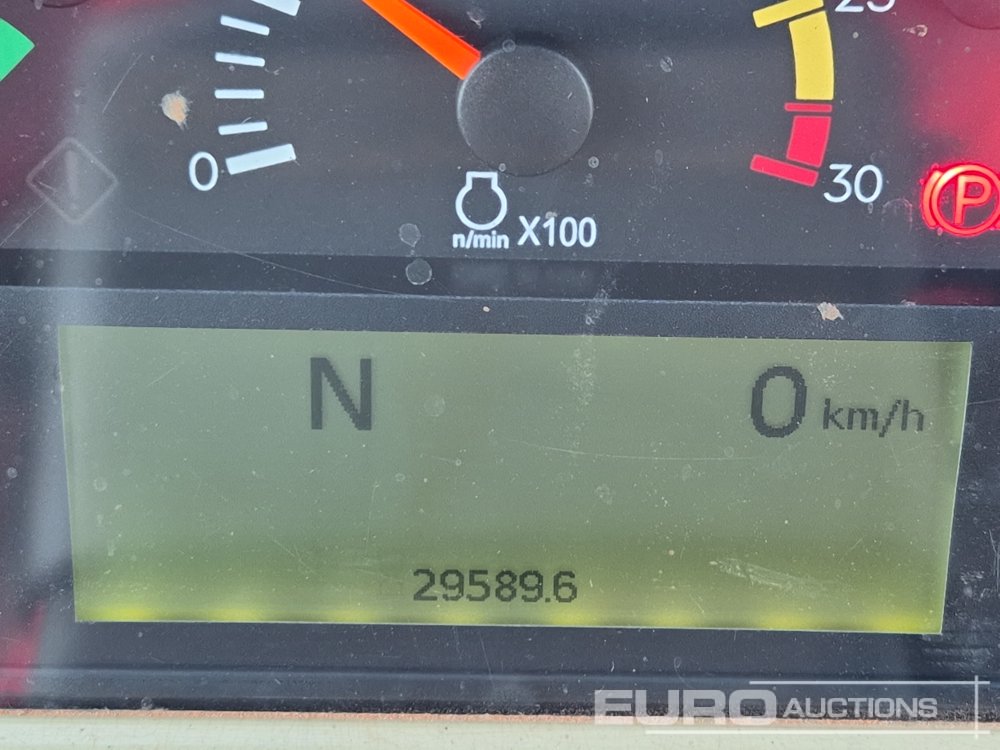 25
0
30
P
n/min X100
N 0 km/h
29589.6
EURO AUCTIONS